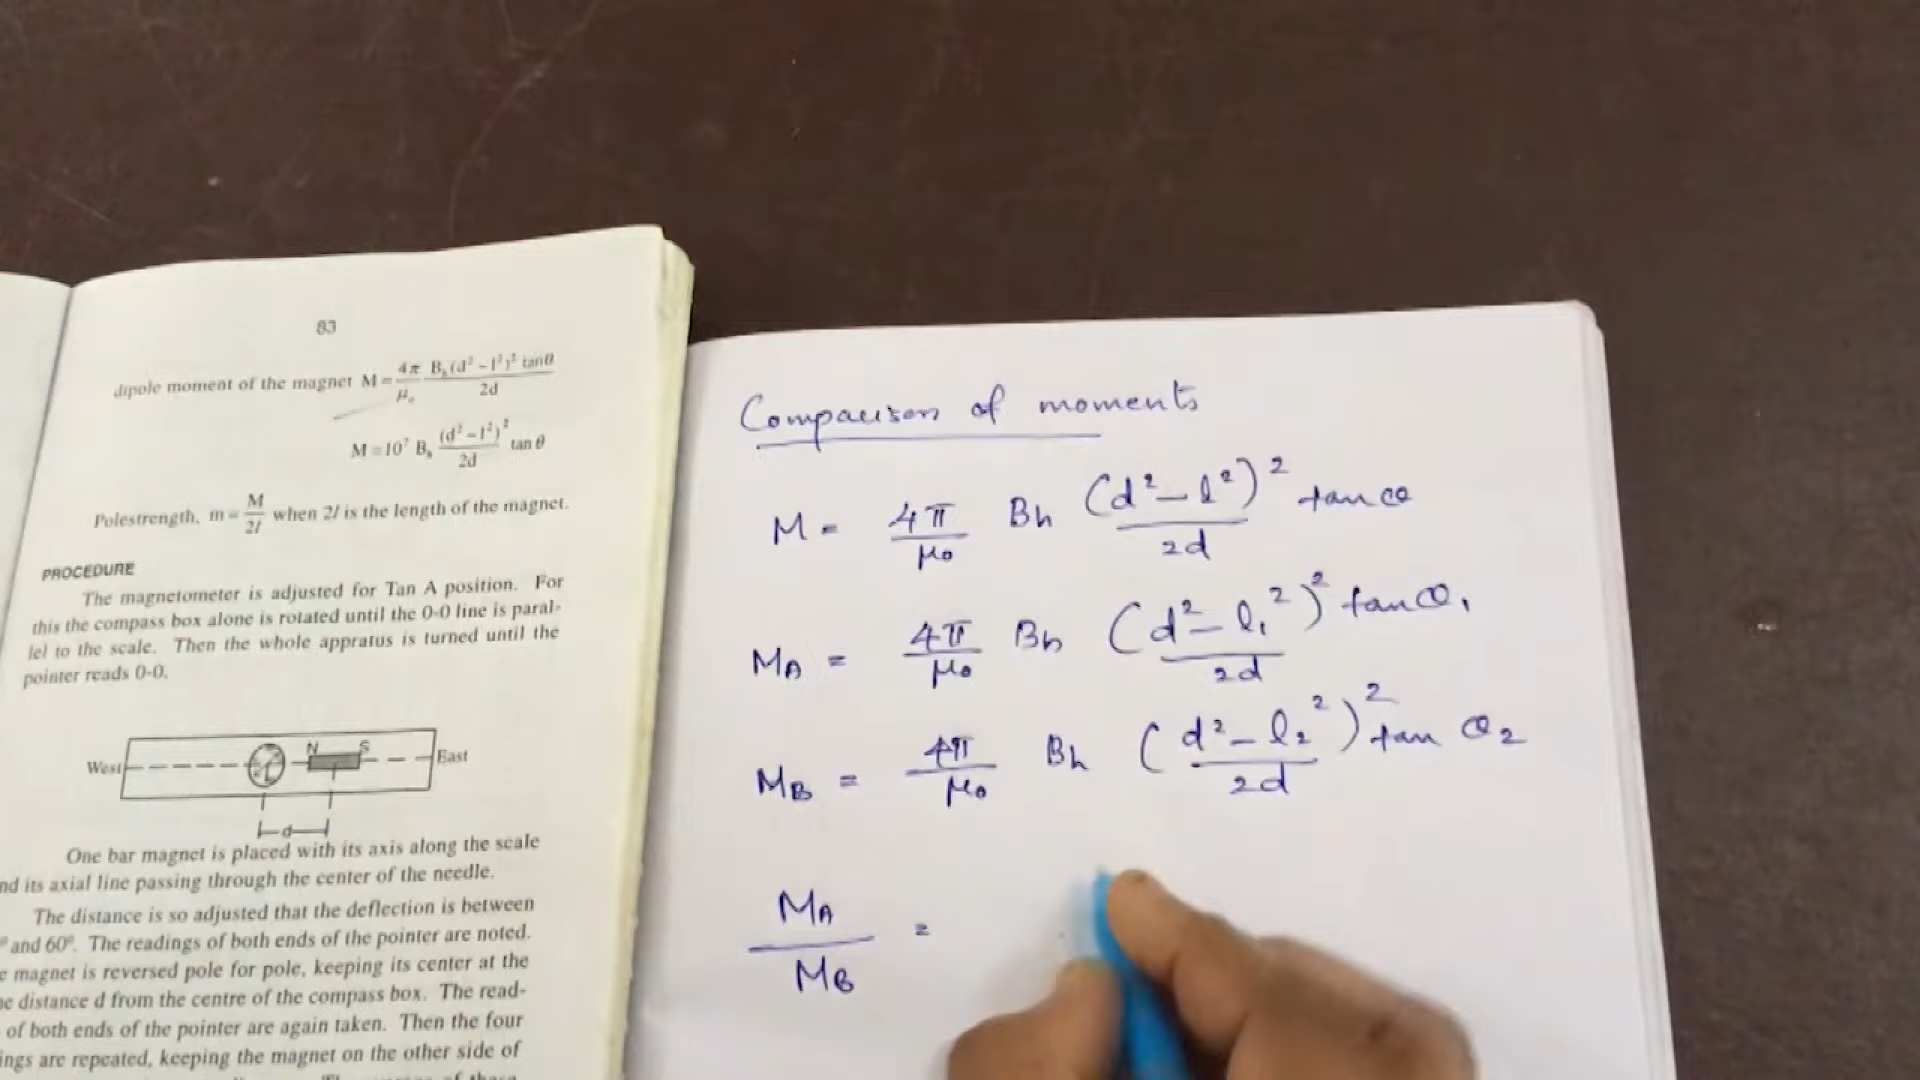 83
dipole moment of the magnet M = 4π/μ₀ Bₕ(d² − l²)² tanθ / 2d
M = 10⁷ Bₕ (d² − l²)² / 2d tan θ
Polestrength, m = M/2l when 2l is the length of the magnet.
PROCEDURE
The magnetometer is adjusted for Tan A position. For
this the compass box alone is rotated until the 0-0 line is paral-
lel to the scale. Then the whole appratus is turned until the
pointer reads 0-0.
West N S East
d
One bar magnet is placed with its axis along the scale
nd its axial line passing through the center of the needle.
The distance is so adjusted that the deflection is between
and 60°. The readings of both ends of the pointer are noted.
e magnet is reversed pole for pole, keeping its center at the
distance d from the centre of the compass box. The read-
of both ends of the pointer are again taken. Then the four
ings are repeated, keeping the magnet on the other side of
Comparison of moments
M = 4π/μ₀ Bh (d² − l²)² / 2d tan θ
MA = 4π/μ₀ Bh (d² − l₁²)² / 2d tan θ₁
MB = 4π/μ₀ Bh (d² − l₂²)² / 2d tan θ₂
MA / MB =